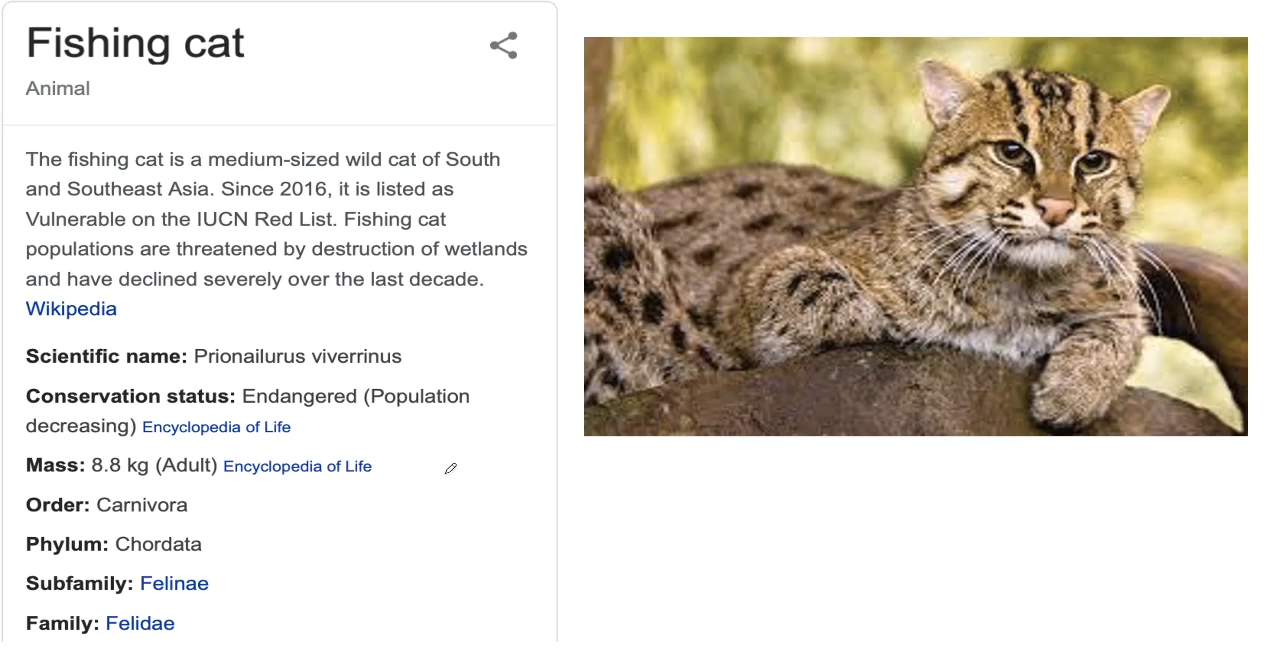 Fishing cat
Animal
The fishing cat is a medium-sized wild cat of South
and Southeast Asia. Since 2016, it is listed as
Vulnerable on the IUCN Red List. Fishing cat
populations are threatened by destruction of wetlands
and have declined severely over the last decade.
Wikipedia
Scientific name: Prionailurus viverrinus
Conservation status: Endangered (Population
decreasing) Encyclopedia of Life
Mass: 8.8 kg (Adult) Encyclopedia of Life
Order: Carnivora
Phylum: Chordata
Subfamily: Felinae
Family: Felidae